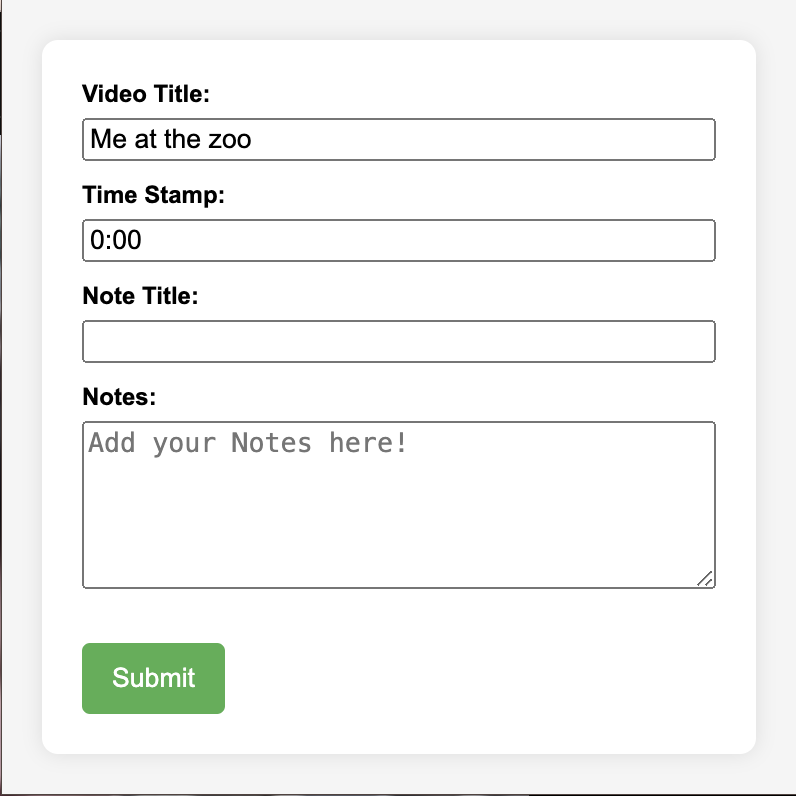 Video Title:
Me at the zoo
Time Stamp:
0:00
Note Title:
Notes:
Add your Notes here!
Submit